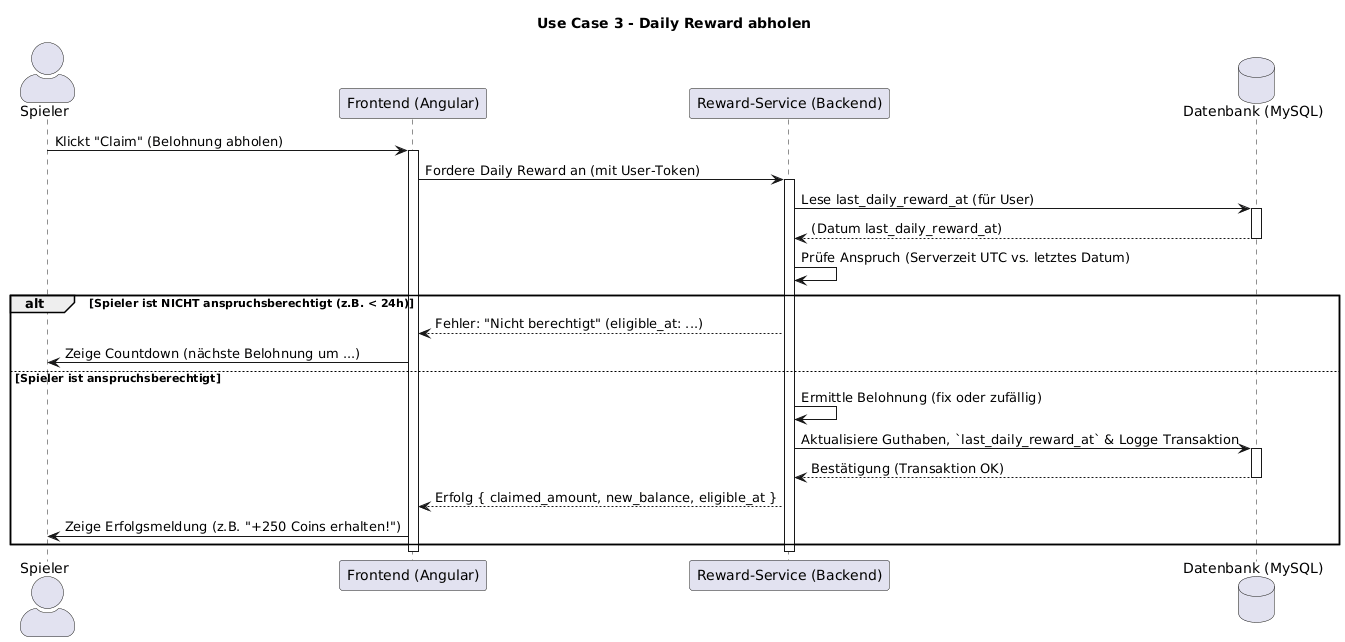 Use Case 3 - Daily Reward abholen
Spieler
Frontend (Angular)
Reward-Service (Backend)
Datenbank (MySQL)
Klickt "Claim" (Belohnung abholen)
Fordere Daily Reward an (mit User-Token)
Lese last_daily_reward_at (für User)
(Datum last_daily_reward_at)
Prüfe Anspruch (Serverzeit UTC vs. letztes Datum)
alt [Spieler ist NICHT anspruchsberechtigt (z.B. < 24h)]
Fehler: "Nicht berechtigt" (eligible_at: ...)
Zeige Countdown (nächste Belohnung um ...)
[Spieler ist anspruchsberechtigt]
Ermittle Belohnung (fix oder zufällig)
Aktualisiere Guthaben, `last_daily_reward_at` & Logge Transaktion
Bestätigung (Transaktion OK)
Erfolg { claimed_amount, new_balance, eligible_at }
Zeige Erfolgsmeldung (z.B. "+250 Coins erhalten!")
Spieler
Frontend (Angular)
Reward-Service (Backend)
Datenbank (MySQL)